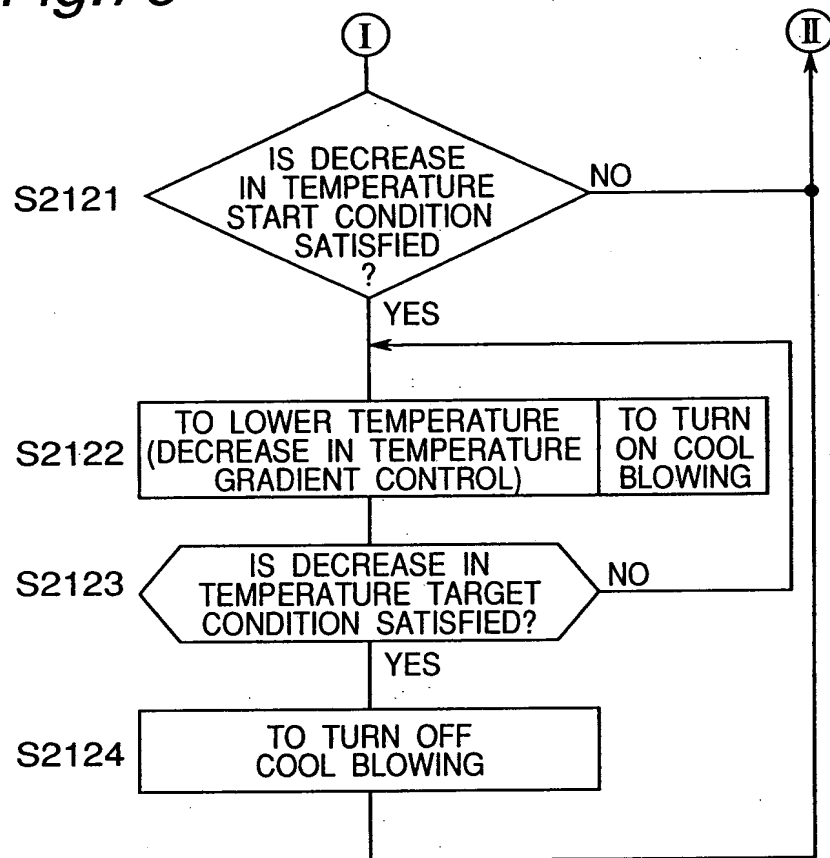 I
II
IS DECREASE
IN TEMPERATURE
START CONDITION
SATISFIED
?
S2121
NO
YES
S2122
TO LOWER TEMPERATURE
(DECREASE IN TEMPERATURE
GRADIENT CONTROL)
TO TURN
ON COOL
BLOWING
S2123
IS DECREASE IN
TEMPERATURE TARGET
CONDITION SATISFIED?
NO
YES
S2124
TO TURN OFF
COOL BLOWING